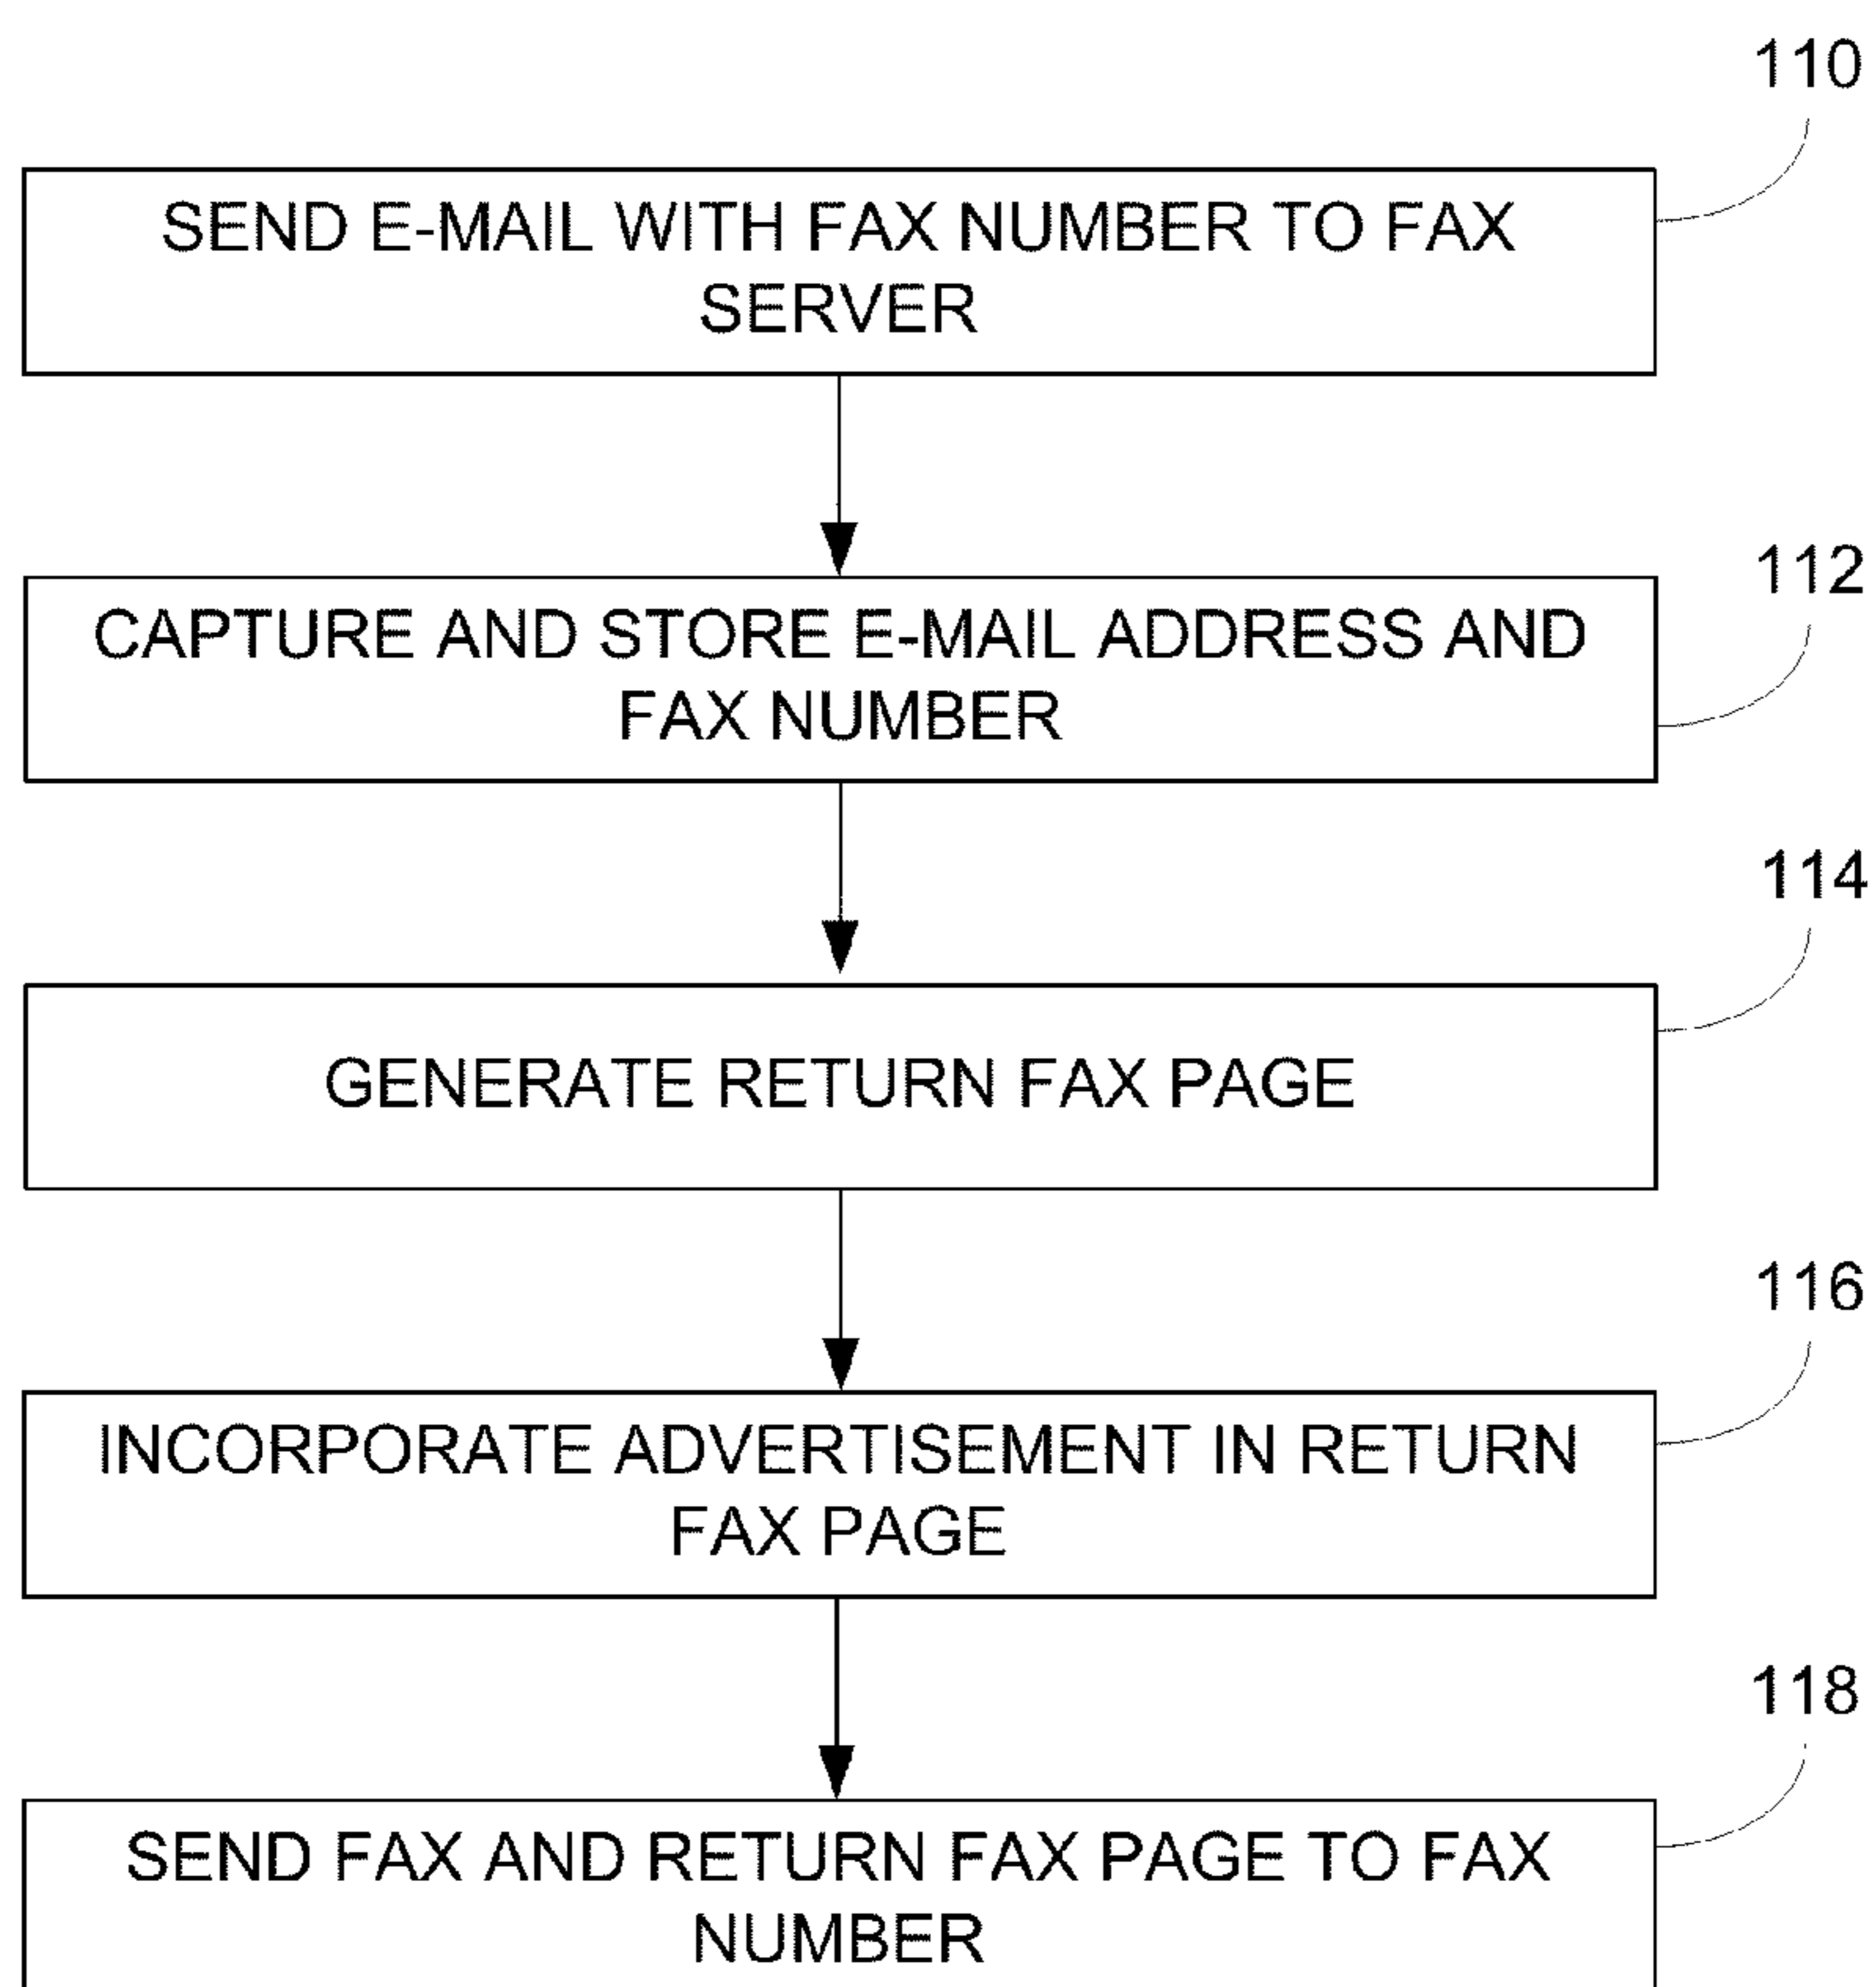 110
SEND E-MAIL WITH FAX NUMBER TO FAX
SERVER
112
CAPTURE AND STORE E-MAIL ADDRESS AND
FAX NUMBER
114
GENERATE RETURN FAX PAGE
116
INCORPORATE ADVERTISEMENT IN RETURN
FAX PAGE
118
SEND FAX AND RETURN FAX PAGE TO FAX
NUMBER